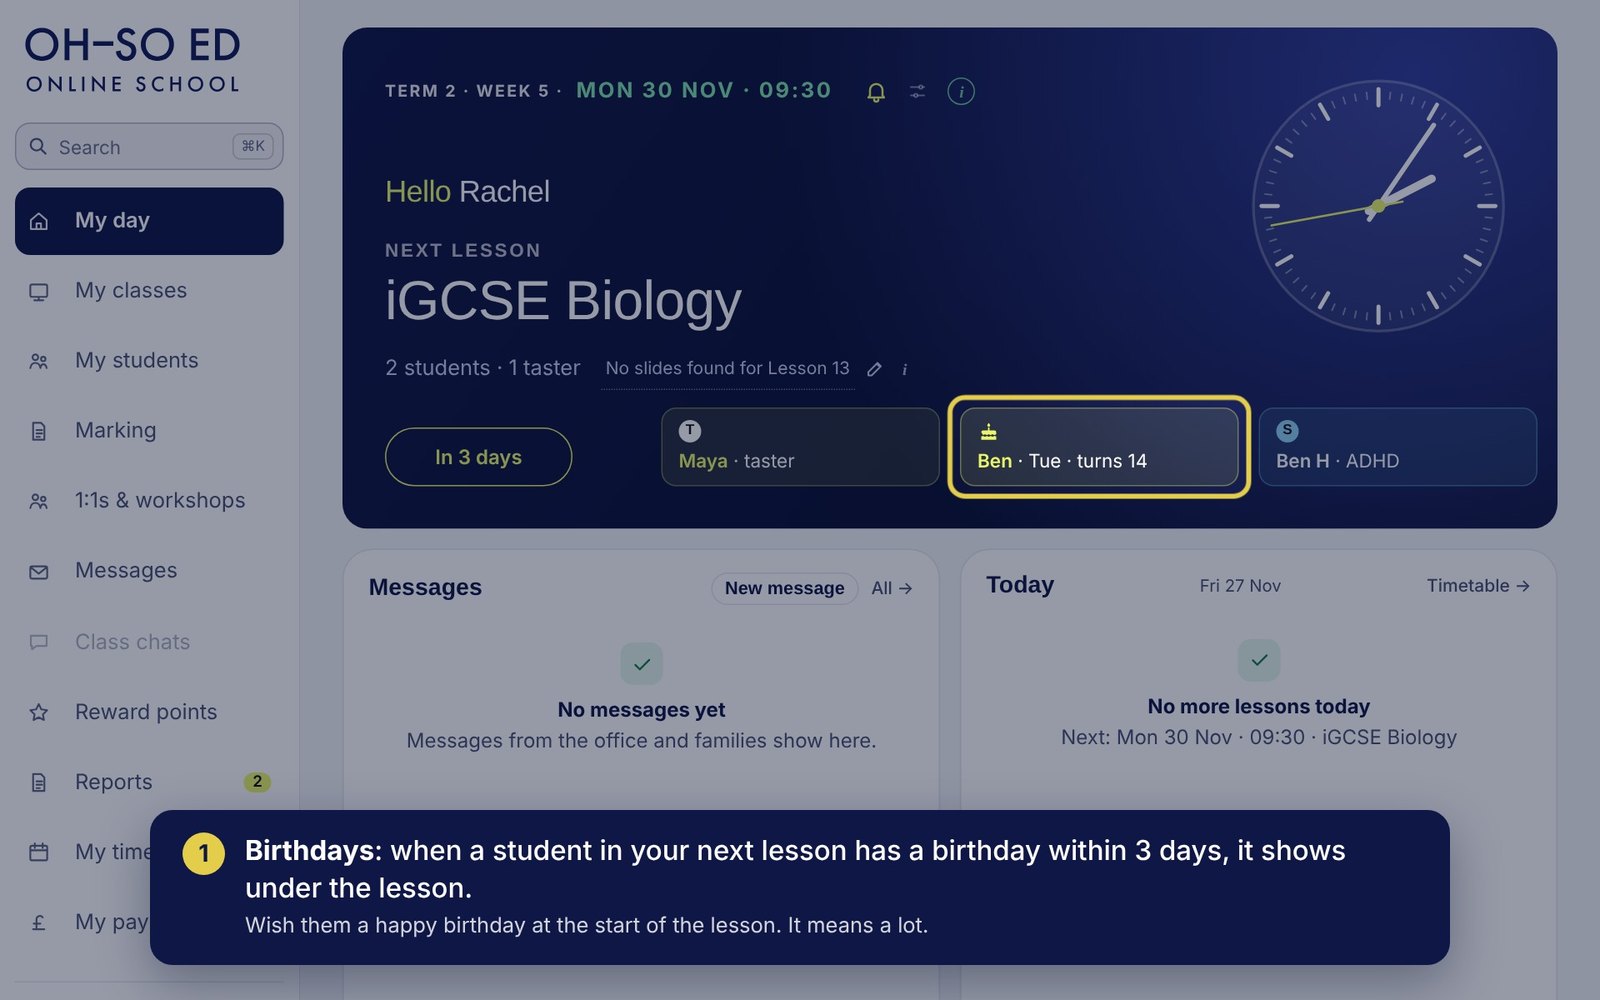 OH–SO ED
ONLINE SCHOOL
Search
⌘K
My day
My classes
My students
Marking
1:1s & workshops
Messages
Class chats
Reward points
Reports
2
My time
My pay
TERM 2 · WEEK 5 · MON 30 NOV · 09:30
i
Hello Rachel
NEXT LESSON
iGCSE Biology
2 students · 1 taster
No slides found for Lesson 13
i
In 3 days
T
Maya · taster
Ben · Tue · turns 14
S
Ben H · ADHD
Messages
New message
All →
No messages yet
Messages from the office and families show here.
Today
Fri 27 Nov
Timetable →
No more lessons today
Next: Mon 30 Nov · 09:30 · iGCSE Biology
1
Birthdays: when a student in your next lesson has a birthday within 3 days, it shows
under the lesson.
Wish them a happy birthday at the start of the lesson. It means a lot.